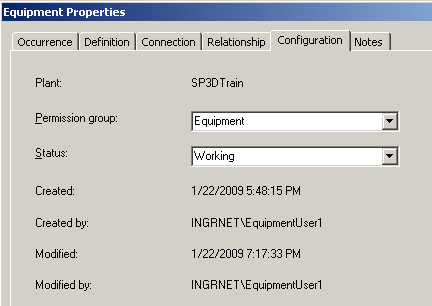 Equipment Properties
Occurrence Definition Connection Relationship Configuration Notes
Plant: SP3DTrain
Permission group: Equipment
Status: Working
Created: 1/22/2009 5:48:15 PM
Created by: INGRNET\EquipmentUser1
Modified: 1/22/2009 7:17:33 PM
Modified by: INGRNET\EquipmentUser1